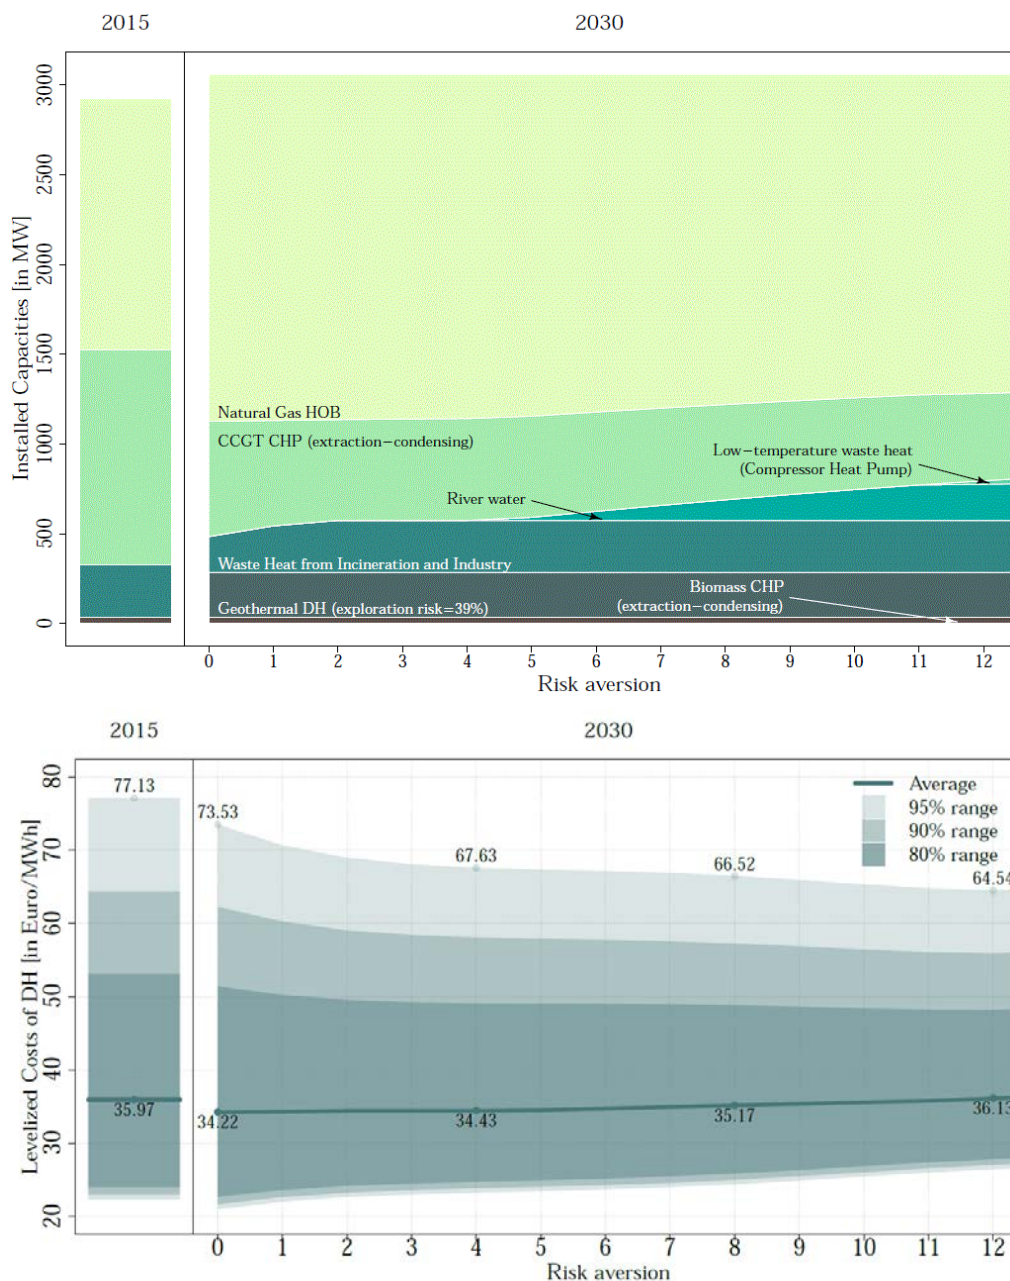 2015
2030
Installed Capacities [in MW]
3000
2500
2000
1500
1000
500
0
Natural Gas HOB
CCGT CHP (extraction−condensing)
Low−temperature waste heat
(Compressor Heat Pump)
River water
Waste Heat from Incineration and Industry
Biomass CHP
(extraction−condensing)
Geothermal DH (exploration risk=39%)
0 1 2 3 4 5 6 7 8 9 10 11 12
Risk aversion
2015
2030
Levelized Costs of DH [in Euro/MWh]
80
70
60
50
40
30
20
77.13
73.53
67.63
66.52
64.54
Average
95% range
90% range
80% range
35.97
34.22
34.43
35.17
36.13
0 1 2 3 4 5 6 7 8 9 10 11 12
Risk aversion